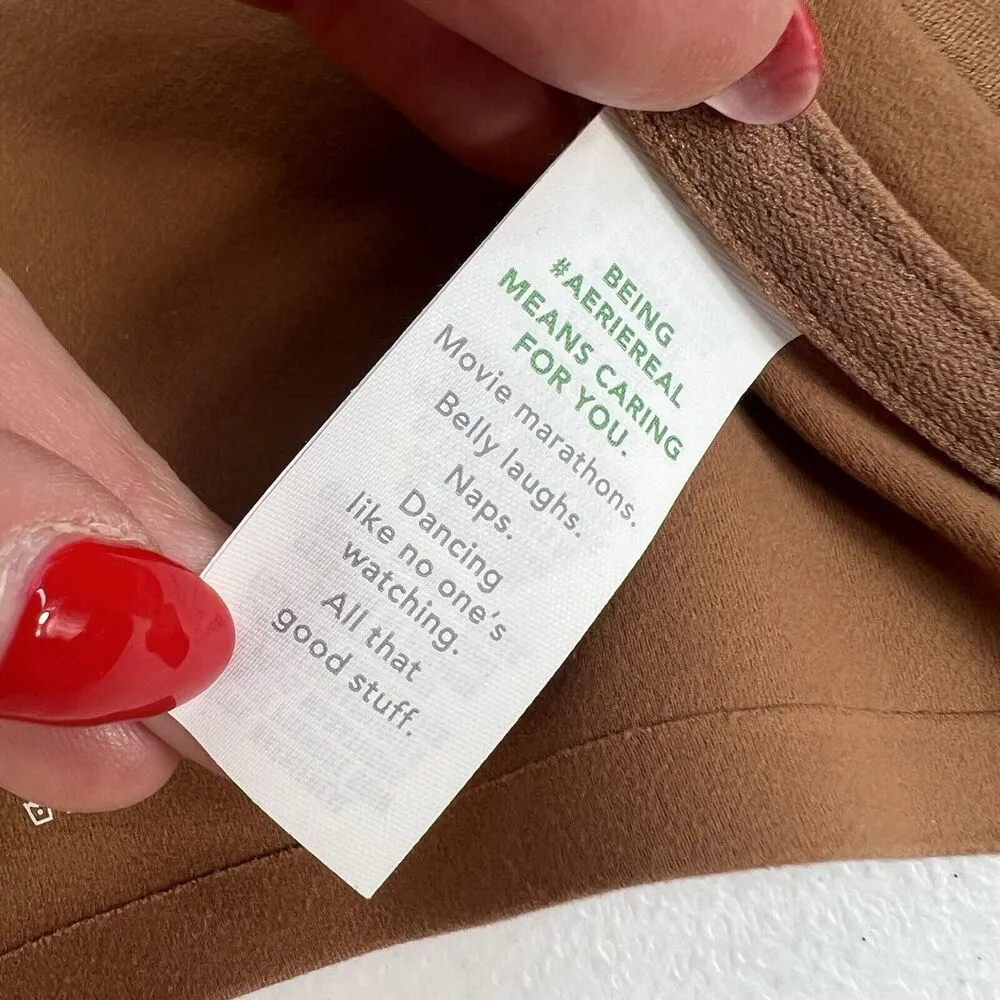 BEING
#AERIEREAL
MEANS CARING
FOR YOU.
Movie marathons.
Belly laughs.
Naps.
Dancing
like no one's
watching.
All that
good stuff.